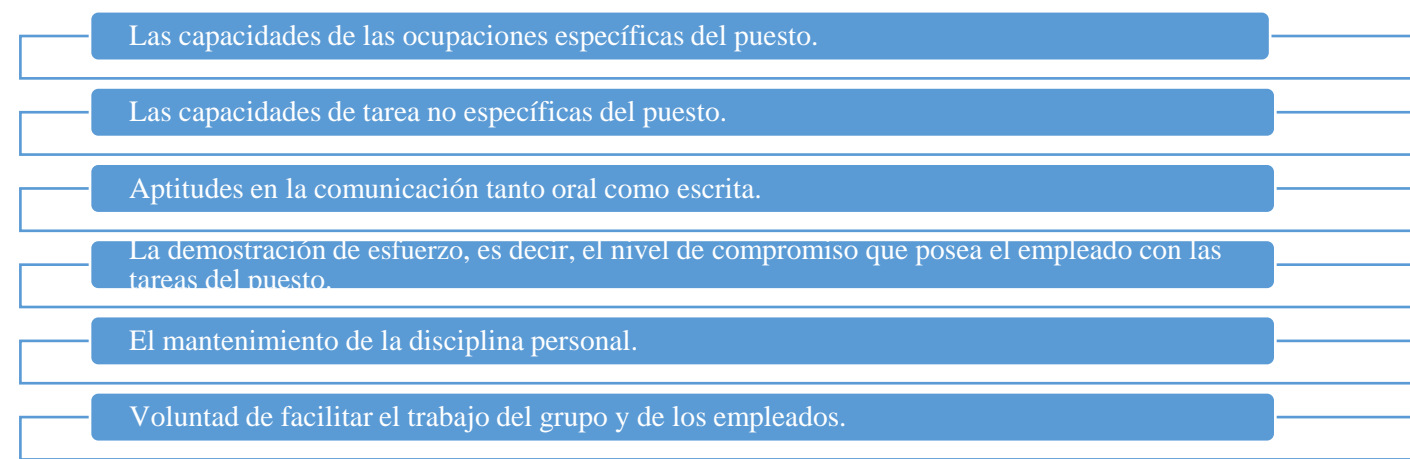 Las capacidades de las ocupaciones específicas del puesto.
Las capacidades de tarea no específicas del puesto.
Aptitudes en la comunicación tanto oral como escrita.
La demostración de esfuerzo, es decir, el nivel de compromiso que posea el empleado con las
tareas del puesto.
El mantenimiento de la disciplina personal.
Voluntad de facilitar el trabajo del grupo y de los empleados.